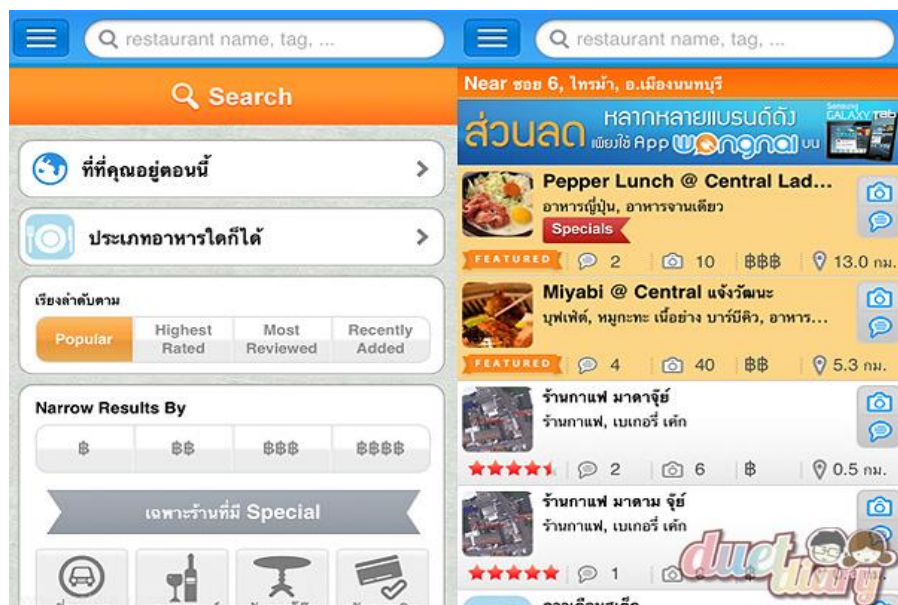 restaurant name, tag, ...
Search
ที่ที่คุณอยู่ตอนนี้
ประเภทอาหารใดก็ได้
เรียงลำดับตาม
Popular
Highest Rated
Most Reviewed
Recently Added
Narrow Results By
฿
฿฿
฿฿฿
฿฿฿฿
เฉพาะร้านที่มี Special
restaurant name, tag, ...
Near ซอย 6, ไทรม้า, อ.เมืองนนทบุรี
ส่วนลด
หลากหลายแบรนด์ดัง
เพียงใช้ App wongnai บน
Samsung
GALAXY Tab
Pepper Lunch @ Central Lad...
อาหารญี่ปุ่น, อาหารจานเดียว
Specials
FEATURED 2 10 ฿฿฿ 13.0 กม.
Miyabi @ Central แจ้งวัฒนะ
บุฟเฟ่ต์, หมูกะทะ เนื้อย่าง บาร์บีคิว, อาหาร...
FEATURED 4 40 ฿฿ 5.3 กม.
ร้านกาแฟ มาดาจุ๊ย์
ร้านกาแฟ, เบเกอรี่ เค้ก
2 6 ฿ 0.5 กม.
ร้านกาแฟ มาดาม จุ๊ย์
ร้านกาแฟ, เบเกอรี่ เค้ก
1
duet diary